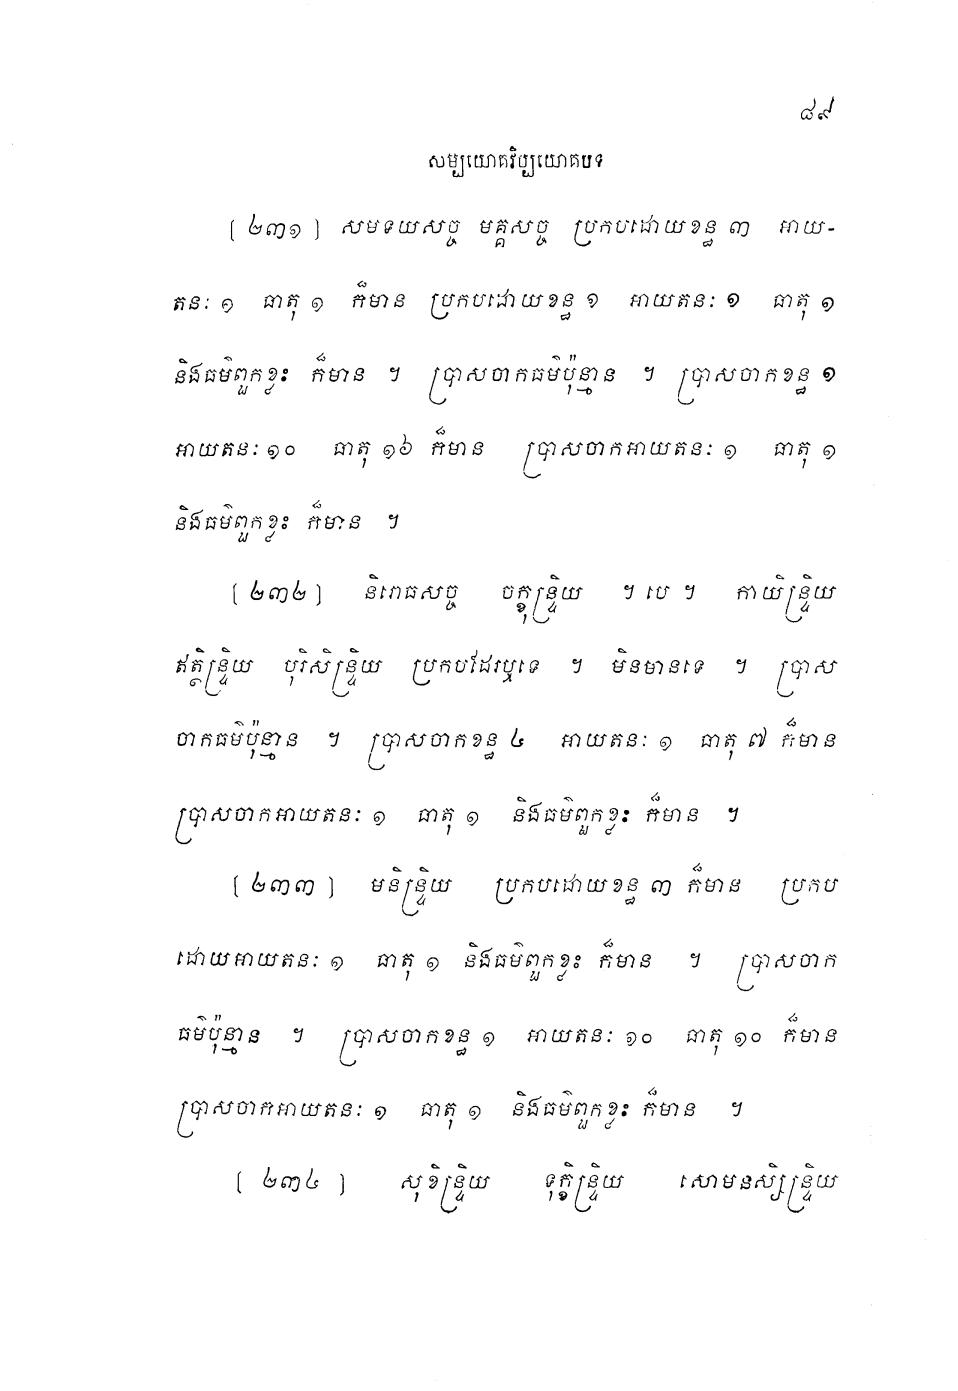 ៨៩
សម្បយោគវិប្បយោគបទ
[ ២៣១ ] សមទយសច្ច មគ្គសច្ច ប្រកបដោយខន្ធ ៣ អាយ-
តនៈ ១ ធាតុ ១ ក៏មាន ប្រកបដោយខន្ធ ១ អាយតនៈ ១ ធាតុ ១
និងធម៌ពួកខ្លះ ក៏មាន ។ ប្រាសចាកធម៌ប៉ុន្មាន ។ ប្រាសចាកខន្ធ ១
អាយតនៈ ១០ ធាតុ ១៦ ក៏មាន ប្រាសចាកអាយតនៈ ១ ធាតុ ១
និងធម៌ពួកខ្លះ ក៏មាន ។
[ ២៣២ ] និរោធសច្ច ចក្ខុន្ទ្រិយ ។ បេ ។ កាយិន្ទ្រិយ
ឥត្ថិន្ទ្រិយ បុរិសិន្ទ្រិយ ប្រកបដែរឬទេ ។ មិនមានទេ ។ ប្រាស
ចាកធម៌ប៉ុន្មាន ។ ប្រាសចាកខន្ធ ៤ អាយតនៈ ១ ធាតុ ៧ ក៏មាន
ប្រាសចាកអាយតនៈ ១ ធាតុ ១ និងធម៌ពួកខ្លះ ក៏មាន ។
[ ២៣៣ ] មនិន្ទ្រិយ ប្រកបដោយខន្ធ ៣ ក៏មាន ប្រកប
ដោយអាយតនៈ ១ ធាតុ ១ និងធម៌ពួកខ្លះ ក៏មាន ។ ប្រាសចាក
ធម៌ប៉ុន្មាន ។ ប្រាសចាកខន្ធ ១ អាយតនៈ ១០ ធាតុ ១០ ក៏មាន
ប្រាសចាកអាយតនៈ ១ ធាតុ ១ និងធម៌ពួកខ្លះ ក៏មាន ។
[ ២៣៤ ] សុខិន្ទ្រិយ ទុក្ខិន្ទ្រិយ សោមនស្សិន្ទ្រិយ